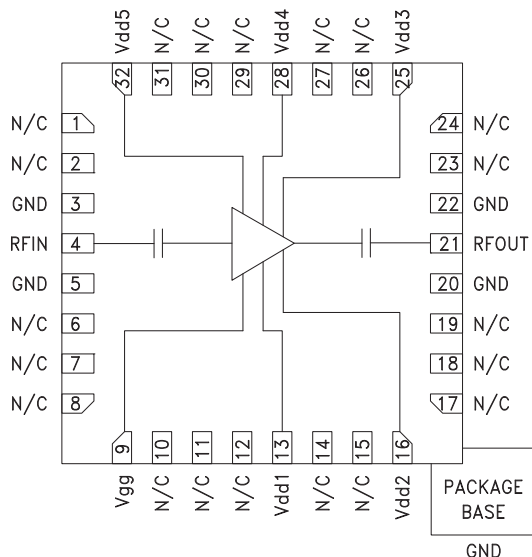 Vdd5 N/C N/C N/C Vdd4 N/C N/C Vdd3
32 31 30 29 28 27 26 25
N/C 1 24 N/C
N/C 2 23 N/C
GND 3 22 GND
RFIN 4 21 RFOUT
GND 5 20 GND
N/C 6 19 N/C
N/C 7 18 N/C
N/C 8 17 N/C
9 10 11 12 13 14 15 16
Vgg N/C N/C N/C Vdd1 N/C N/C Vdd2
PACKAGE
BASE
GND